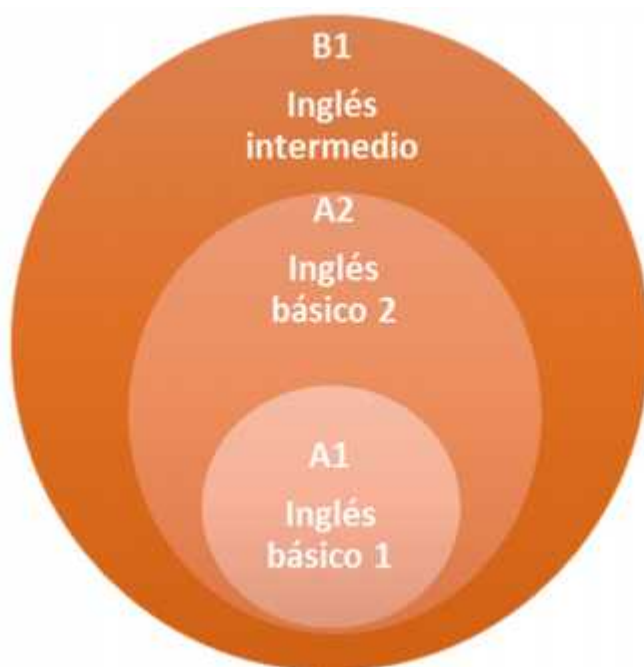 B1
Inglés
intermedio
A2
Inglés
básico 2
A1
Inglés
básico 1